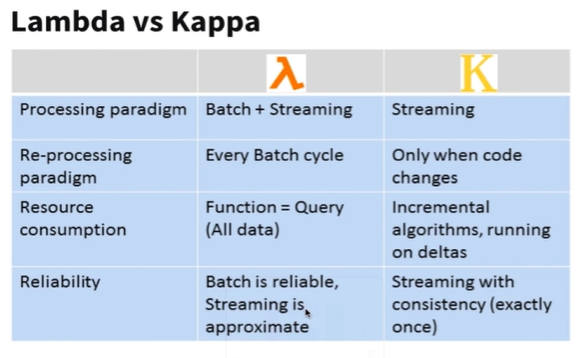 Lambda vs Kappa
λ K
Processing paradigm Batch + Streaming Streaming
Re-processing Every Batch cycle Only when code
paradigm changes
Resource Function = Query Incremental
consumption (All data) algorithms, running
on deltas
Reliability Batch is reliable, Streaming with
Streaming is consistency (exactly
approximate once)